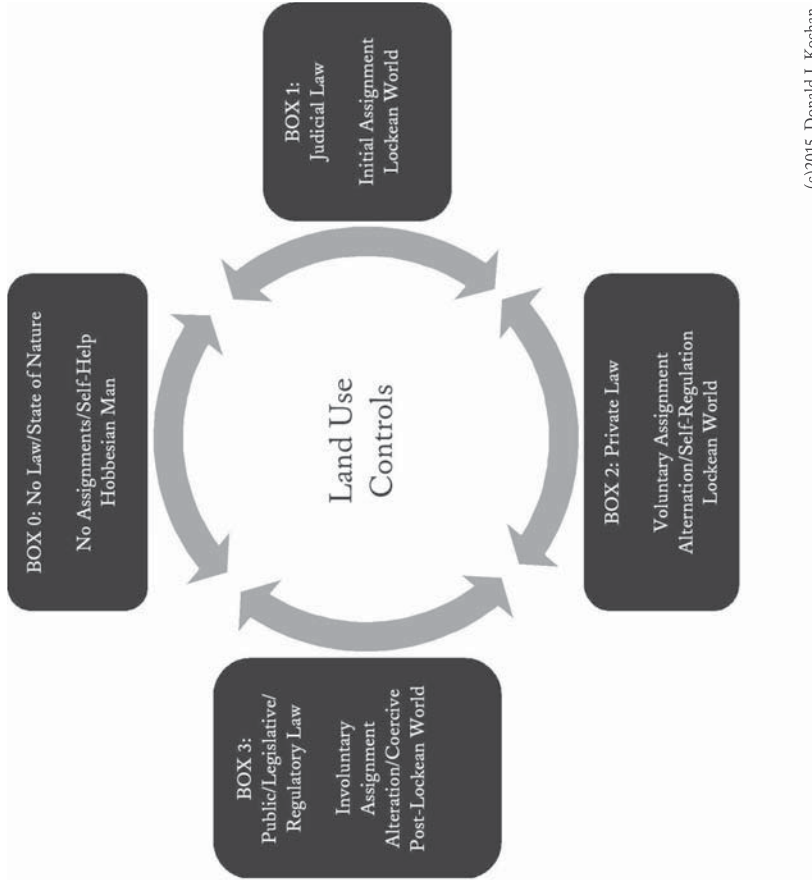 BOX 3:
Public/Legislative/
Regulatory Law
Involuntary
Assignment
Alteration/Coercive
Post-Lockean World
BOX 2: Private Law
Voluntary Assignment
Alternation/Self-Regulation
Lockean World
Land Use
Controls
BOX 0: No Law/State of Nature
No Assignments/Self-Help
Hobbesian Man
BOX 1:
Judicial Law
Initial Assignment
Lockean World
(c)2015, Donald J. Kochan